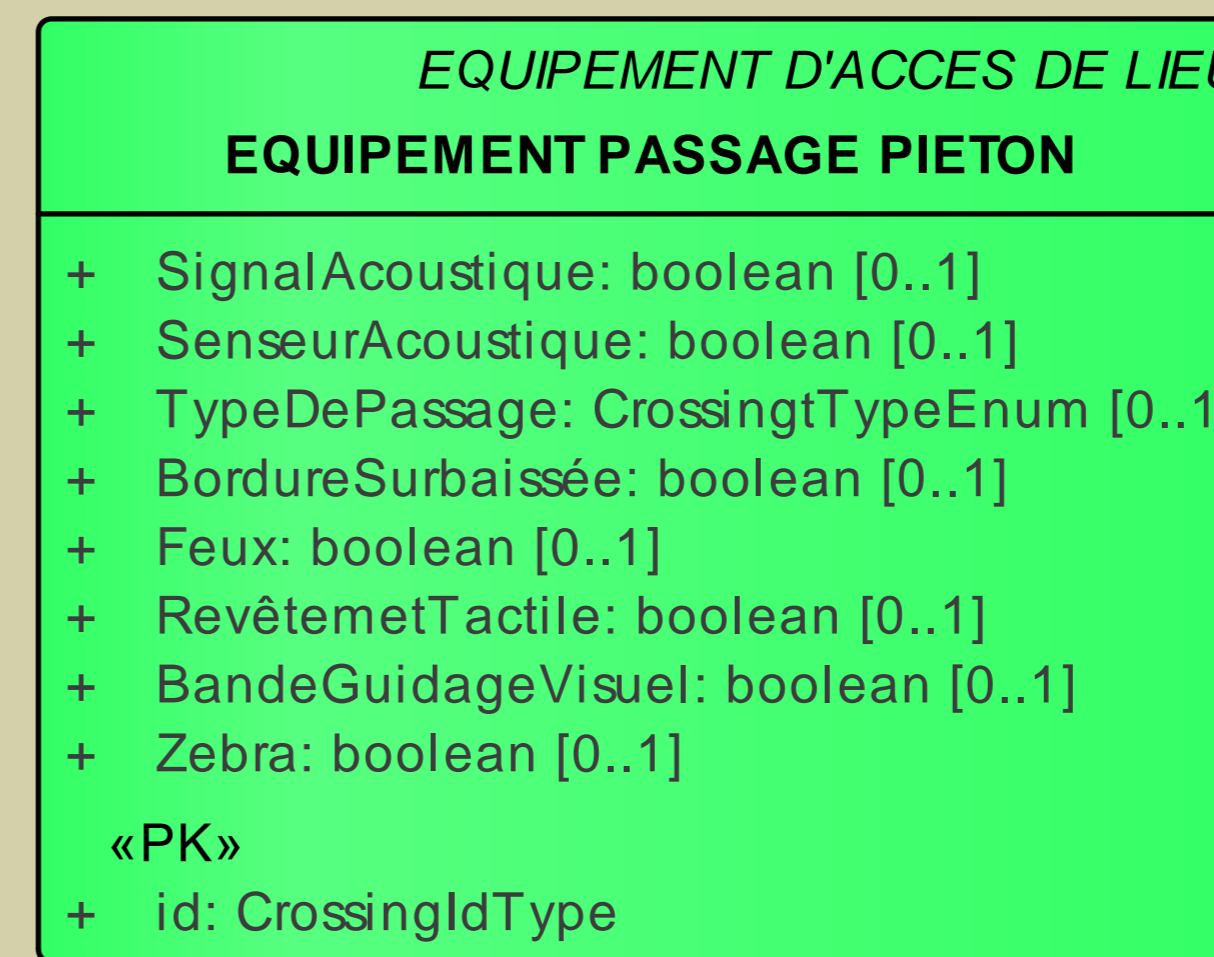 EQUIPEMENT D'ACCES DE LIEU
EQUIPEMENT PASSAGE PIETON
+ SignalAcoustique: boolean [0..1]
+ SenseurAcoustique: boolean [0..1]
+ TypeDePassage: CrossingtTypeEnum [0..1
+ BordureSurbaissée: boolean [0..1]
+ Feux: boolean [0..1]
+ RevêtemetTactile: boolean [0..1]
+ BandeGuidageVisuel: boolean [0..1]
+ Zebra: boolean [0..1]
«PK»
+ id: CrossingIdType